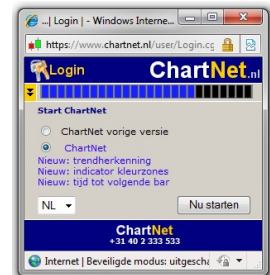 ...| Login | - Windows Interne...
https://www.chartnet.nl/user/Login.cg
Login ChartNet.nl
Start ChartNet
ChartNet vorige versie
ChartNet
Nieuw: trendherkenning
Nieuw: indicator kleurzones
Nieuw: tijd tot volgende bar
NL Nu starten
ChartNet
+31 40 2 333 533
Internet | Beveiligde modus: uitgescha